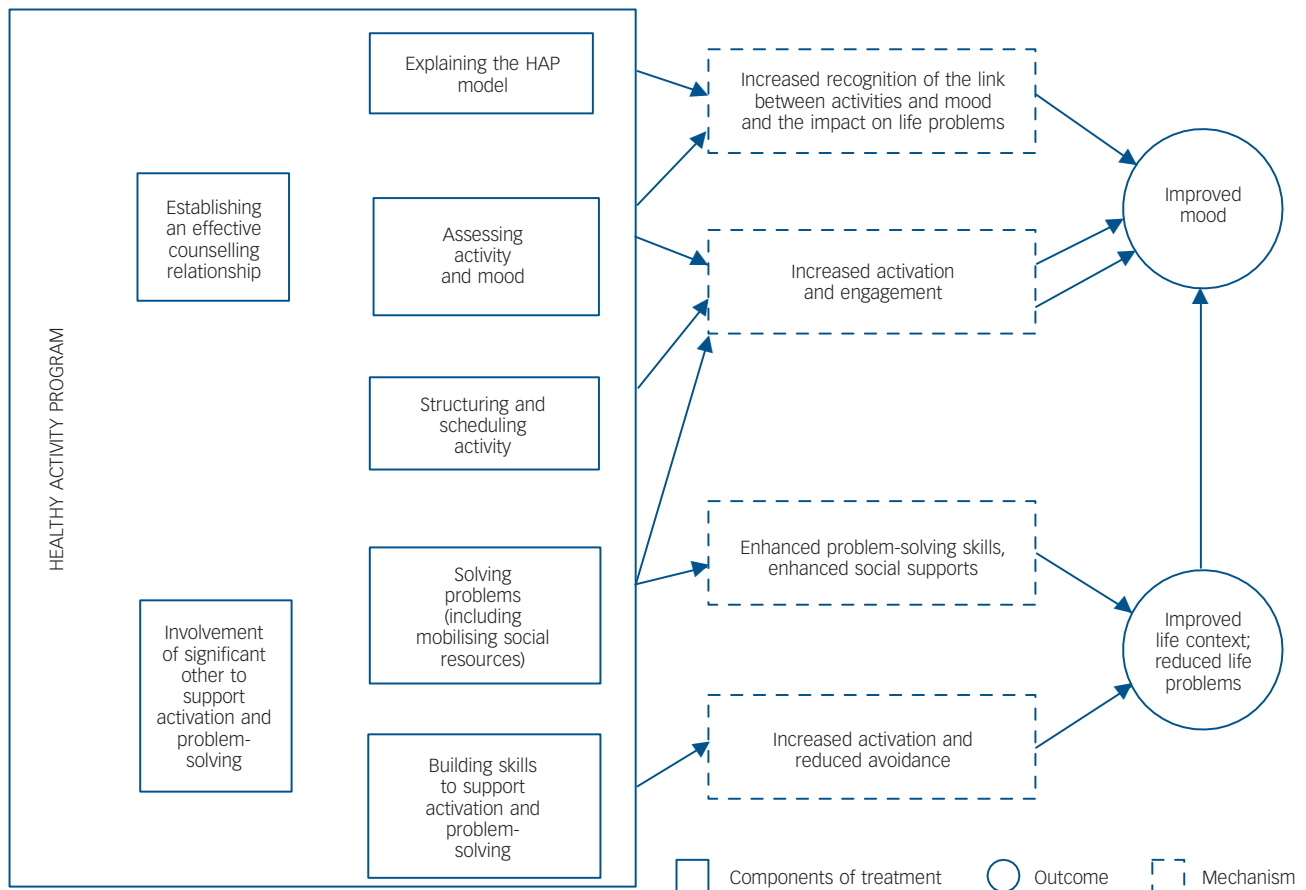 HEALTHY ACTIVITY PROGRAM
Establishing
an effective
counselling
relationship
Involvement
of significant
other to
support
activation and
problem-
solving
Explaining the HAP
model
Assessing
activity
and mood
Structuring and
scheduling
activity
Solving
problems
(including
mobilising social
resources)
Building skills
to support
activation and
problem-
solving
Increased recognition of the link
between activities and mood
and the impact on life problems
Increased activation
and engagement
Enhanced problem-solving skills,
enhanced social supports
Increased activation and
reduced avoidance
Improved
mood
Improved
life context;
reduced life
problems
Components of treatment
Outcome
Mechanism